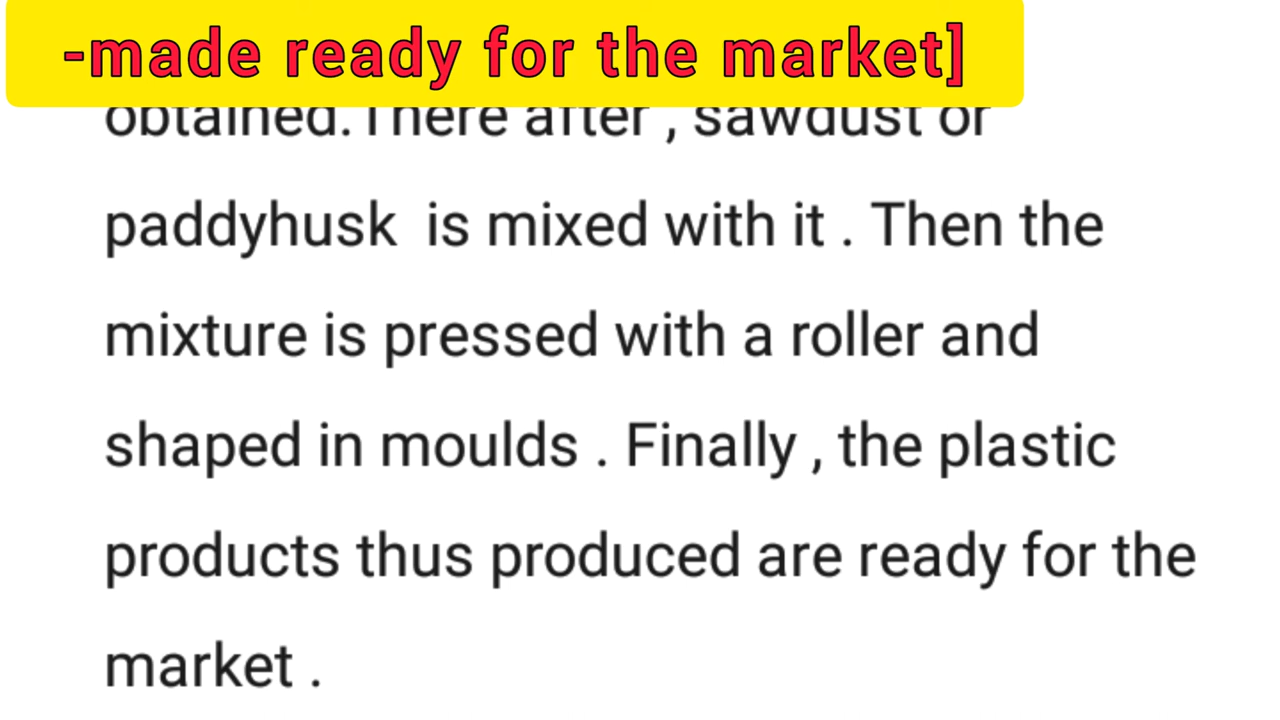 -made ready for the market]
obtained.There after , sawdust or
paddyhusk is mixed with it . Then the
mixture is pressed with a roller and
shaped in moulds . Finally , the plastic
products thus produced are ready for the
market .